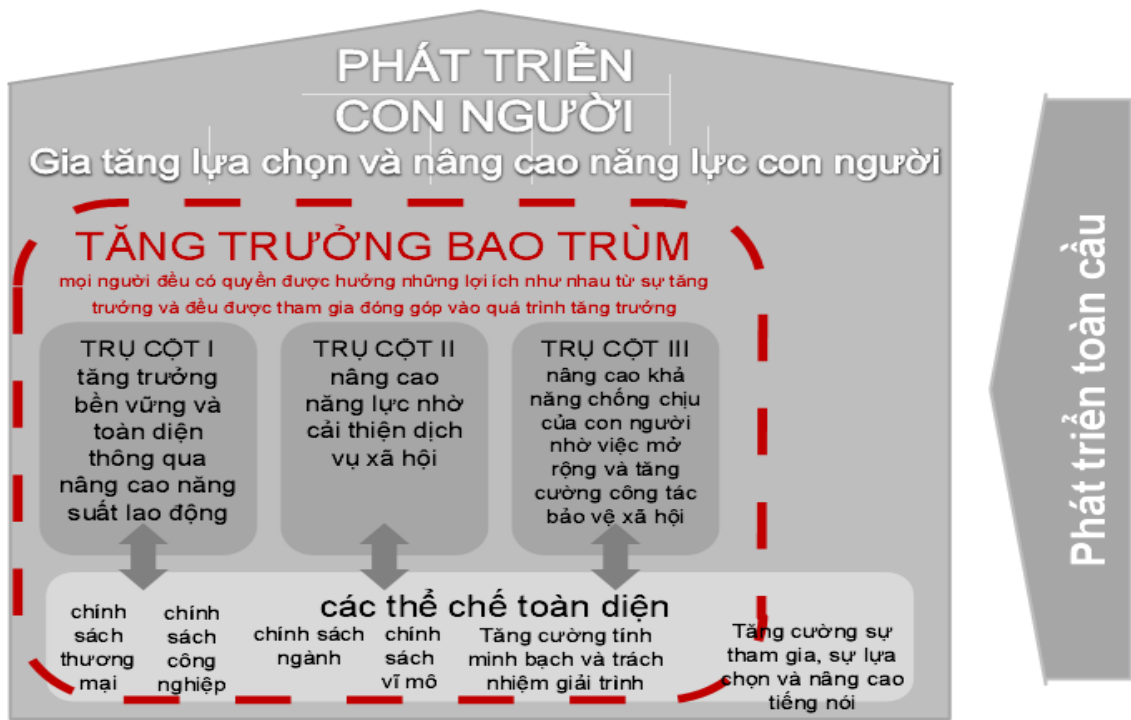 PHÁT TRIỂN
CON NGƯỜI
Gia tăng lựa chọn và nâng cao năng lực con người
TĂNG TRƯỞNG BAO TRÙM
mọi người đều có quyền được hưởng những lợi ích như nhau từ sự tăng
trưởng và đều được tham gia đóng góp vào quá trình tăng trưởng
TRỤ CỘT I
tăng trưởng
bền vững và
toàn diện
thông qua
nâng cao năng
suất lao động
TRỤ CỘT II
nâng cao
năng lực nhờ
cải thiện dịch
vụ xã hội
TRỤ CỘT III
nâng cao khả
năng chống chịu
của con người
nhờ việc mở
rộng và tăng
cường công tác
bảo vệ xã hội
các thể chế toàn diện
chính
sách
thương
mại
chính
sách
công
nghiệp
chính sách
ngành
chính
sách
vĩ mô
Tăng cường tính
minh bạch và trách
nhiệm giải trình
Tăng cường sự
tham gia, sự lựa
chọn và nâng cao
tiếng nói
Phát triển toàn cầu